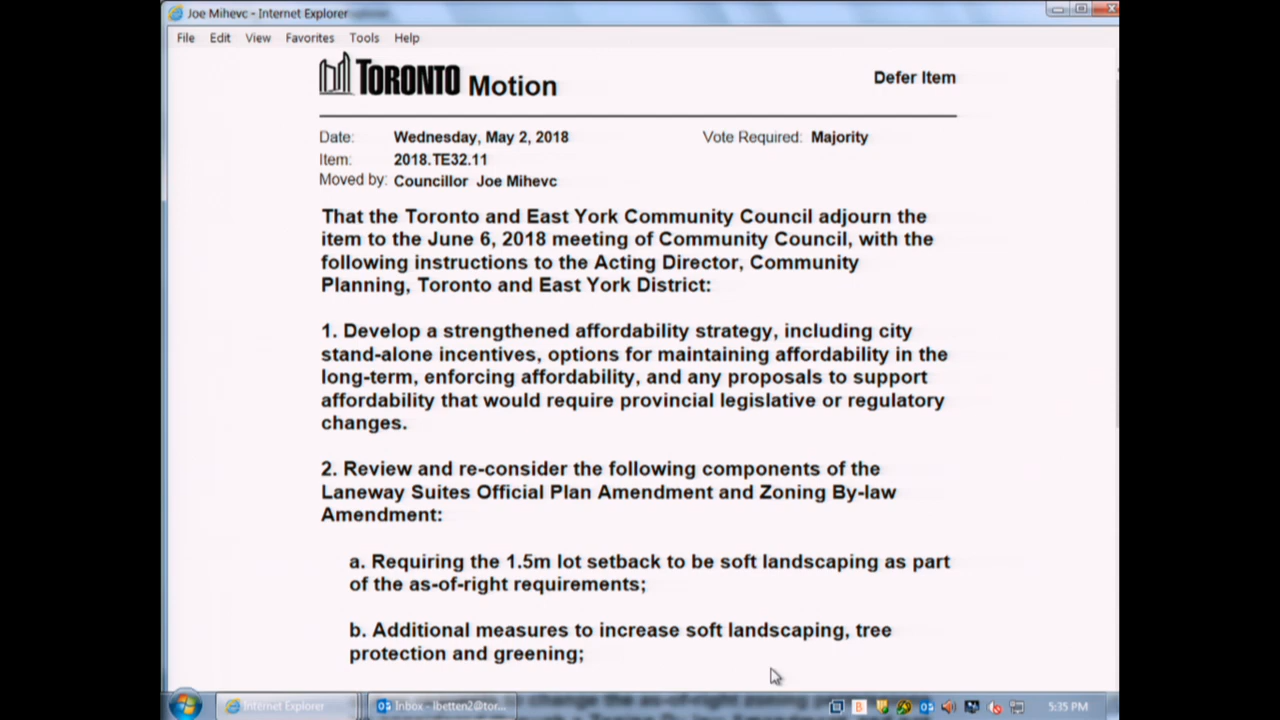 Joe Mihevc - Internet Explorer
File Edit View Favorites Tools Help
TORONTO Motion
Defer Item
Date: Wednesday, May 2, 2018 Vote Required: Majority
Item: 2018.TE32.11
Moved by: Councillor Joe Mihevc
That the Toronto and East York Community Council adjourn the
item to the June 6, 2018 meeting of Community Council, with the
following instructions to the Acting Director, Community
Planning, Toronto and East York District:
1. Develop a strengthened affordability strategy, including city
stand-alone incentives, options for maintaining affordability in the
long-term, enforcing affordability, and any proposals to support
affordability that would require provincial legislative or regulatory
changes.
2. Review and re-consider the following components of the
Laneway Suites Official Plan Amendment and Zoning By-law
Amendment:
a. Requiring the 1.5m lot setback to be soft landscaping as part
of the as-of-right requirements;
b. Additional measures to increase soft landscaping, tree
protection and greening;
Internet Explorer Inbox - lbetten2@tor... 5:35 PM